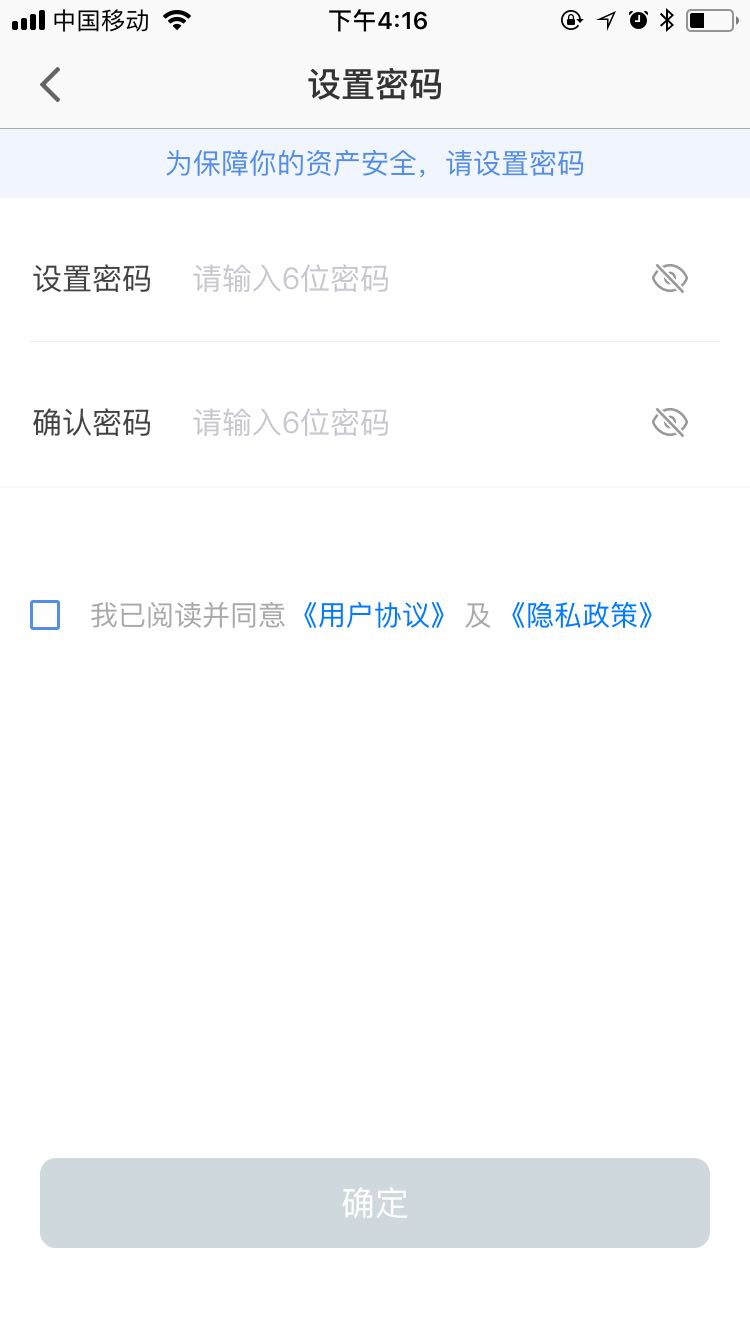 中国移动 下午4:16
设置密码
为保障你的资产安全，请设置密码
设置密码 请输入6位密码
确认密码 请输入6位密码
我已阅读并同意《用户协议》及《隐私政策》
确定